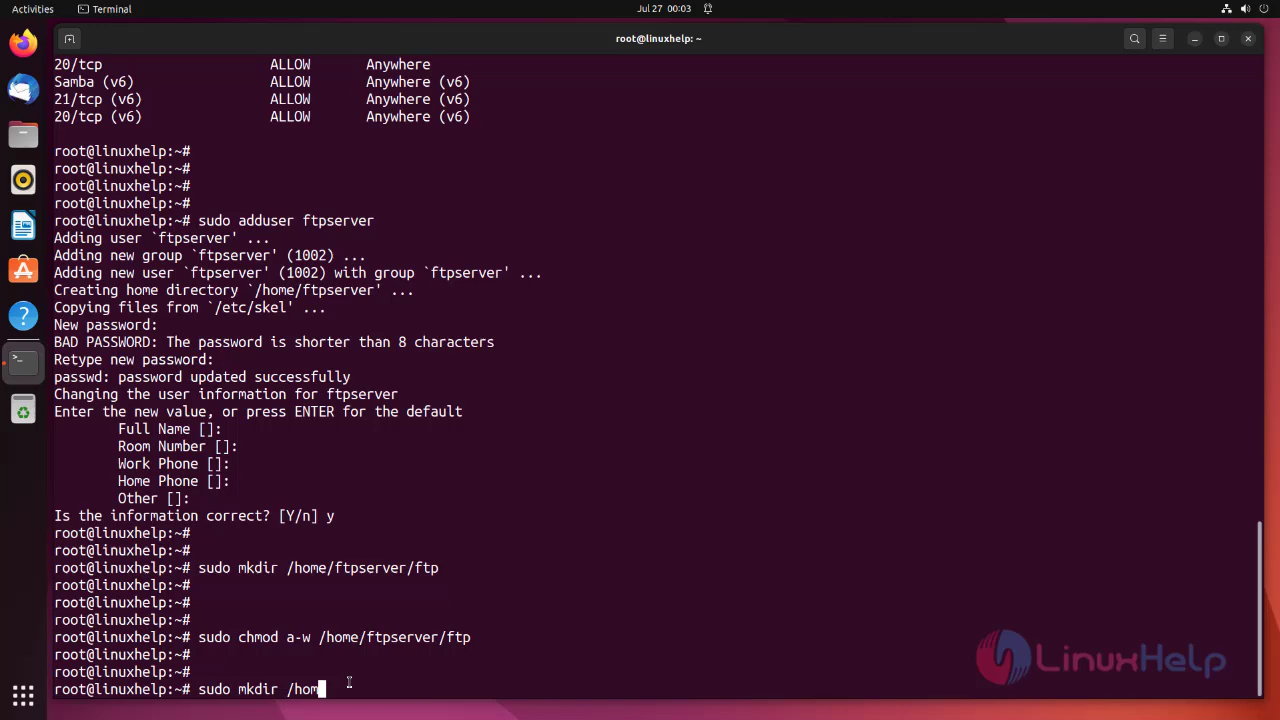 Activities
Terminal
Jul 27 00:03
root@linuxhelp: ~
20/tcp ALLOW Anywhere
Samba (v6) ALLOW Anywhere (v6)
21/tcp (v6) ALLOW Anywhere (v6)
20/tcp (v6) ALLOW Anywhere (v6)
root@linuxhelp:~#
root@linuxhelp:~#
root@linuxhelp:~#
root@linuxhelp:~#
root@linuxhelp:~# sudo adduser ftpserver
Adding user `ftpserver' ...
Adding new group `ftpserver' (1002) ...
Adding new user `ftpserver' (1002) with group `ftpserver' ...
Creating home directory `/home/ftpserver' ...
Copying files from `/etc/skel' ...
New password:
BAD PASSWORD: The password is shorter than 8 characters
Retype new password:
passwd: password updated successfully
Changing the user information for ftpserver
Enter the new value, or press ENTER for the default
Full Name []:
Room Number []:
Work Phone []:
Home Phone []:
Other []:
Is the information correct? [Y/n] y
root@linuxhelp:~#
root@linuxhelp:~#
root@linuxhelp:~# sudo mkdir /home/ftpserver/ftp
root@linuxhelp:~#
root@linuxhelp:~#
root@linuxhelp:~#
root@linuxhelp:~# sudo chmod a-w /home/ftpserver/ftp
root@linuxhelp:~#
root@linuxhelp:~#
root@linuxhelp:~# sudo mkdir /hom
LinuxHelp